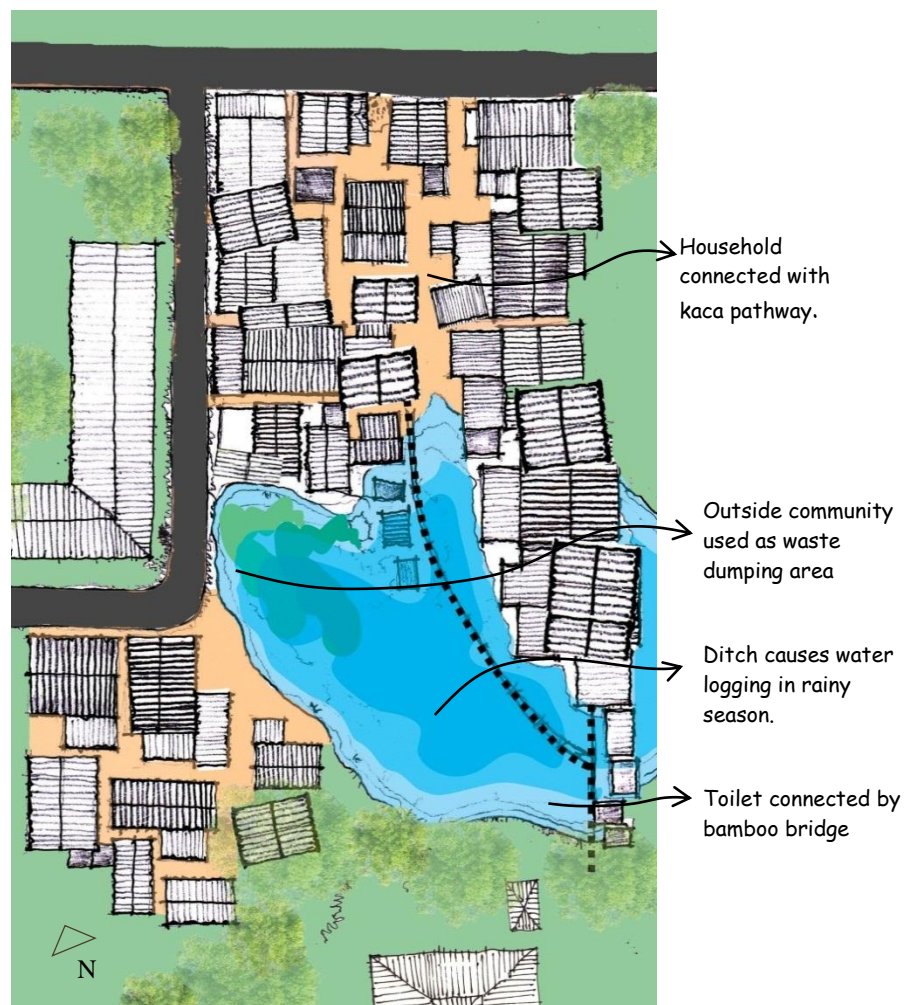 Household
connected with
kaca pathway.
Outside community
used as waste
dumping area
Ditch causes water
logging in rainy
season.
Toilet connected by
bamboo bridge
N